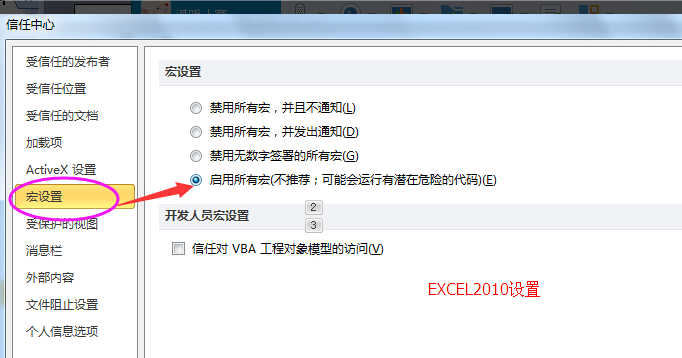 信任中心
受信任的发布者
受信任位置
受信任的文档
加载项
ActiveX 设置
宏设置
受保护的视图
消息栏
外部内容
文件阻止设置
个人信息选项
宏设置
禁用所有宏，并且不通知(L)
禁用所有宏，并发出通知(D)
禁用无数字签署的所有宏(G)
启用所有宏(不推荐；可能会运行有潜在危险的代码)(E)
2
开发人员宏设置
3
信任对 VBA 工程对象模型的访问(V)
EXCEL2010设置